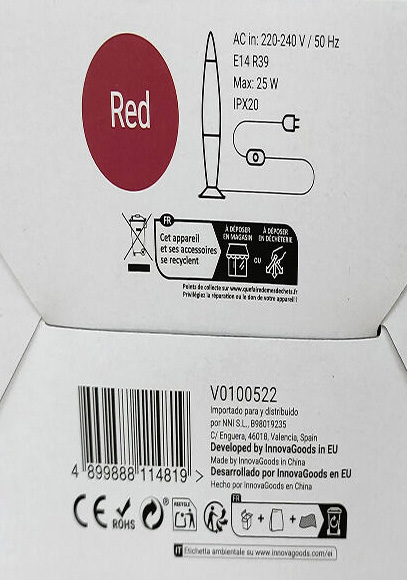 Red
AC in: 220-240 V / 50 Hz
E14 R39
Max: 25 W
IPX20
FR
Cet appareil
et ses accessoires
se recyclent
À DÉPOSER
EN MAGASIN
OU
À DÉPOSER
EN DÉCHÈTERIE
Points de collecte sur www.quefairedemesdechets.fr
Privilégiez la réparation ou le don de votre appareil !
V0100522
Importado para y distribuido
por NNI S.L., B98019235
C/ Enguera, 46018, Valencia, Spain
Developed by InnovaGoods in EU
Made by InnovaGoods in China
Desarrollado por InnovaGoods en EU
Hecho por InnovaGoods en China
4 899888 114819 >
CE
ROHS
RECYCLE
FR
+ +
IT Etichetta ambientale su www.innovagoods.com/ei